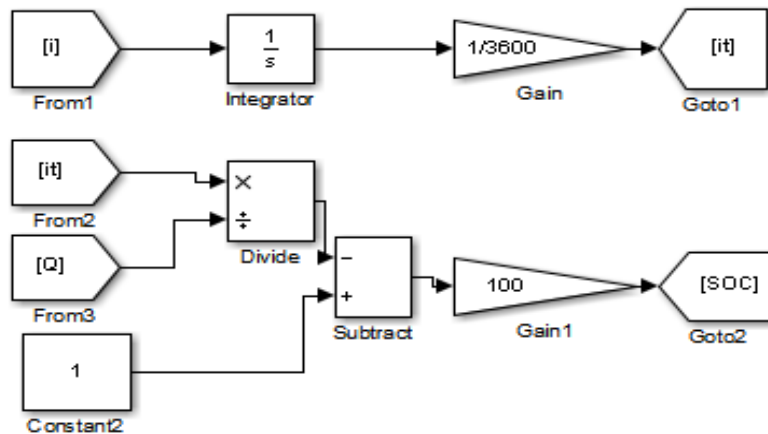 [i]
From1
1
s
Integrator
1/3600
Gain
[it]
Goto1
[it]
From2
[Q]
From3
×
÷
Divide
−
+
Subtract
1
Constant2
100
Gain1
[SOC]
Goto2